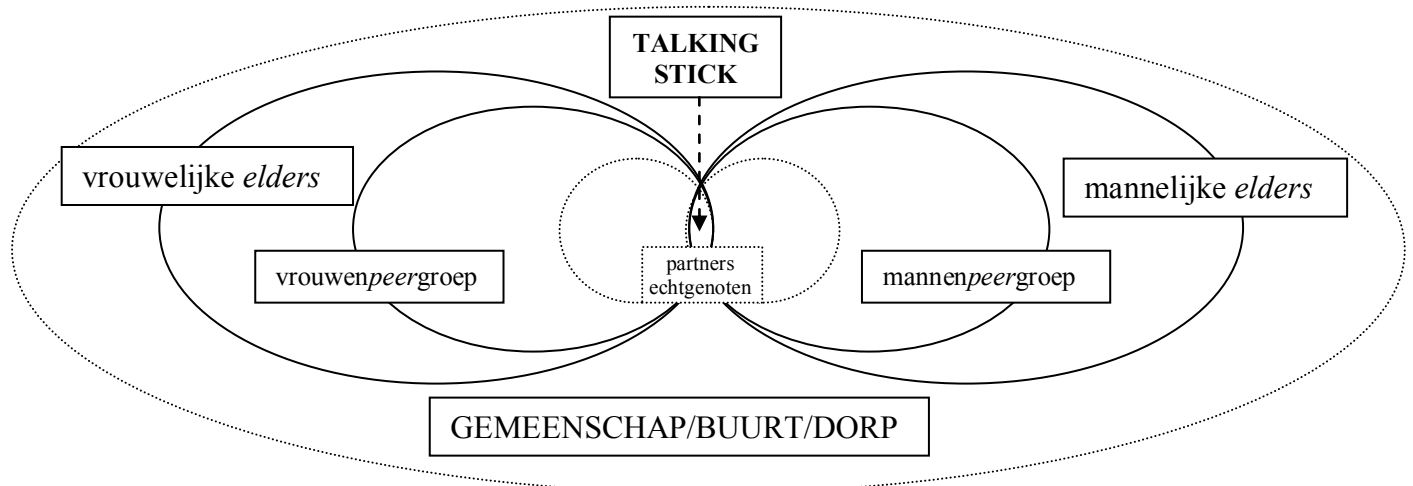 TALKING
STICK
vrouwelijke elders
mannelijke elders
vrouwenpeergroep
partners
echtgenoten
mannenpeergroep
GEMEENSCHAP/BUURT/DORP